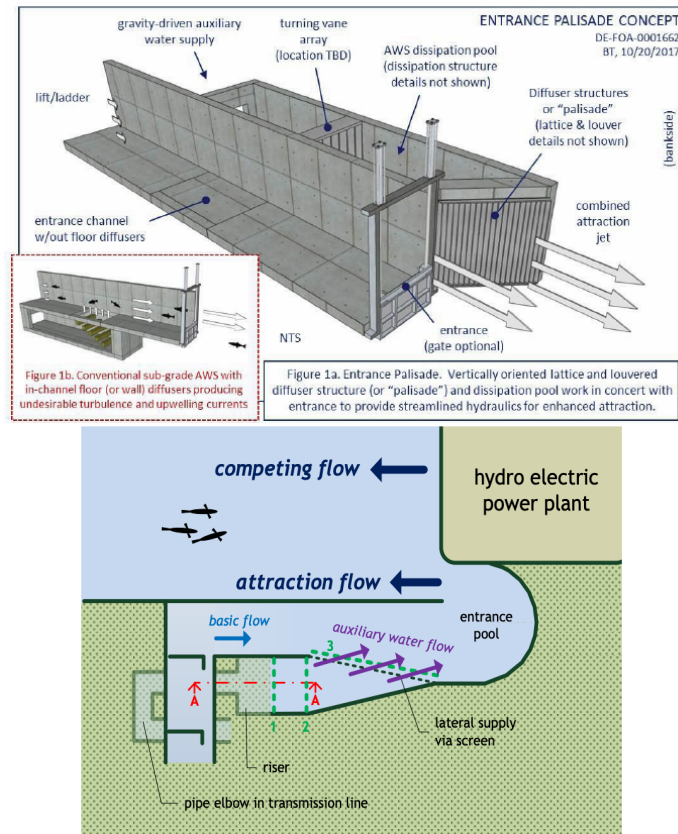 ENTRANCE PALISADE CONCEPT
DE-FOA-0001662
BT, 10/20/2017
gravity-driven auxiliary
water supply
turning vane
array
(location TBD)
AWS dissipation pool
(dissipation structure
details not shown)
Diffuser structures
or "palisade"
(lattice & louver
details not shown)
(bankside)
lift/ladder
combined
attraction
jet
entrance channel
w/out floor diffusers
NTS
entrance
(gate optional)
Figure 1b. Conventional sub-grade AWS with
in-channel floor (or wall) diffusers producing
undesirable turbulence and upwelling currents
Figure 1a. Entrance Palisade. Vertically oriented lattice and louvered
diffuser structure (or "palisade") and dissipation pool work in concert with
entrance to provide streamlined hydraulics for enhanced attraction.
competing flow
hydro electric
power plant
attraction flow
entrance
pool
basic flow
auxiliary water flow
3
A
A
1
2
lateral supply
via screen
riser
pipe elbow in transmission line